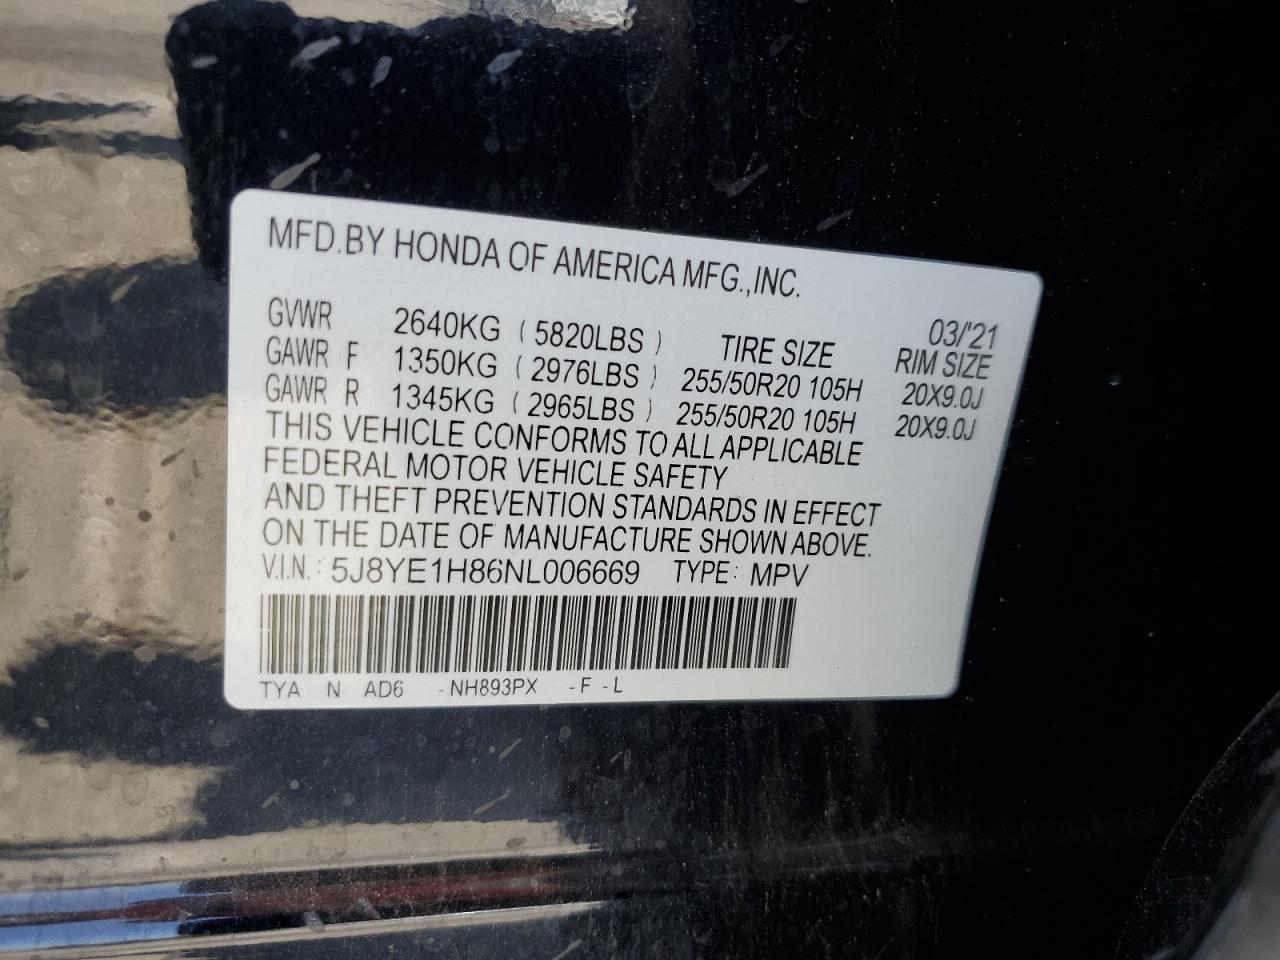 MFD.BY HONDA OF AMERICA MFG.,INC.
03/'21
GVWR 2640KG ( 5820LBS ) TIRE SIZE RIM SIZE
GAWR F 1350KG ( 2976LBS ) 255/50R20 105H 20X9.0J
GAWR R 1345KG ( 2965LBS ) 255/50R20 105H 20X9.0J
THIS VEHICLE CONFORMS TO ALL APPLICABLE
FEDERAL MOTOR VEHICLE SAFETY
AND THEFT PREVENTION STANDARDS IN EFFECT
ON THE DATE OF MANUFACTURE SHOWN ABOVE.
V.I.N. : 5J8YE1H86NL006669 TYPE: MPV
TYA N AD6 -NH893PX -F -L